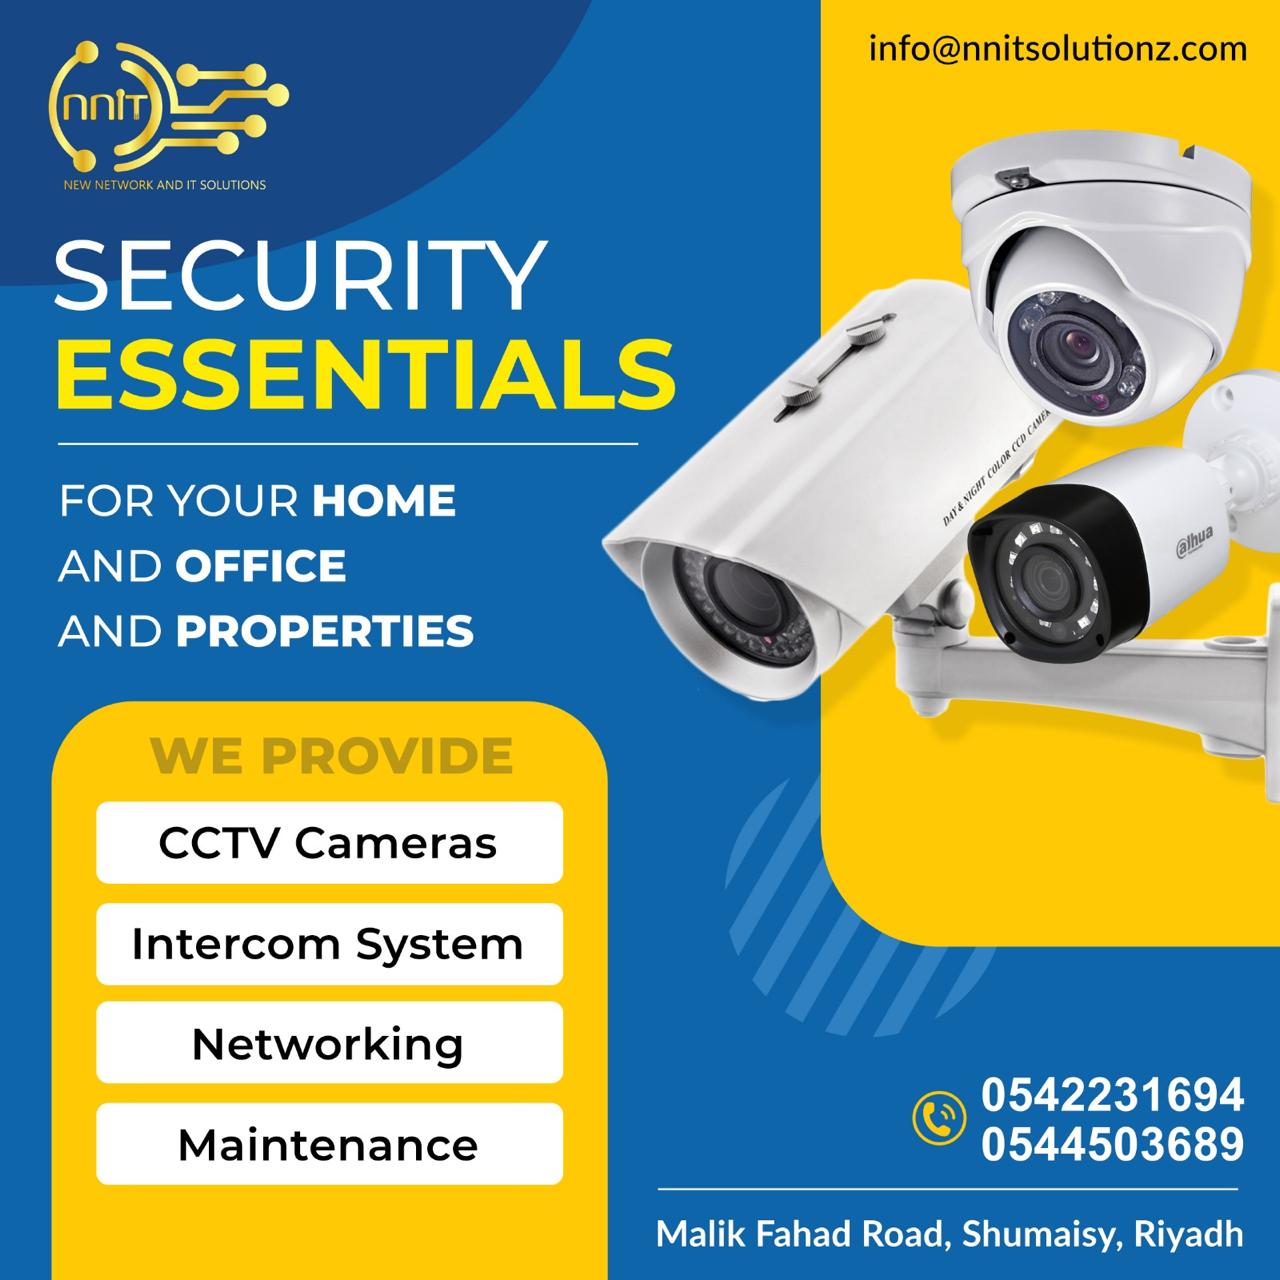 info@nnitsolutionz.com
nniT
NEW NETWORK AND IT SOLUTIONS
SECURITY
ESSENTIALS
FOR YOUR HOME
AND OFFICE
AND PROPERTIES
DAY & NIGHT COLOR CCD CAMER
alhua
WE PROVIDE
CCTV Cameras
Intercom System
Networking
Maintenance
0542231694
0544503689
Malik Fahad Road, Shumaisy, Riyadh